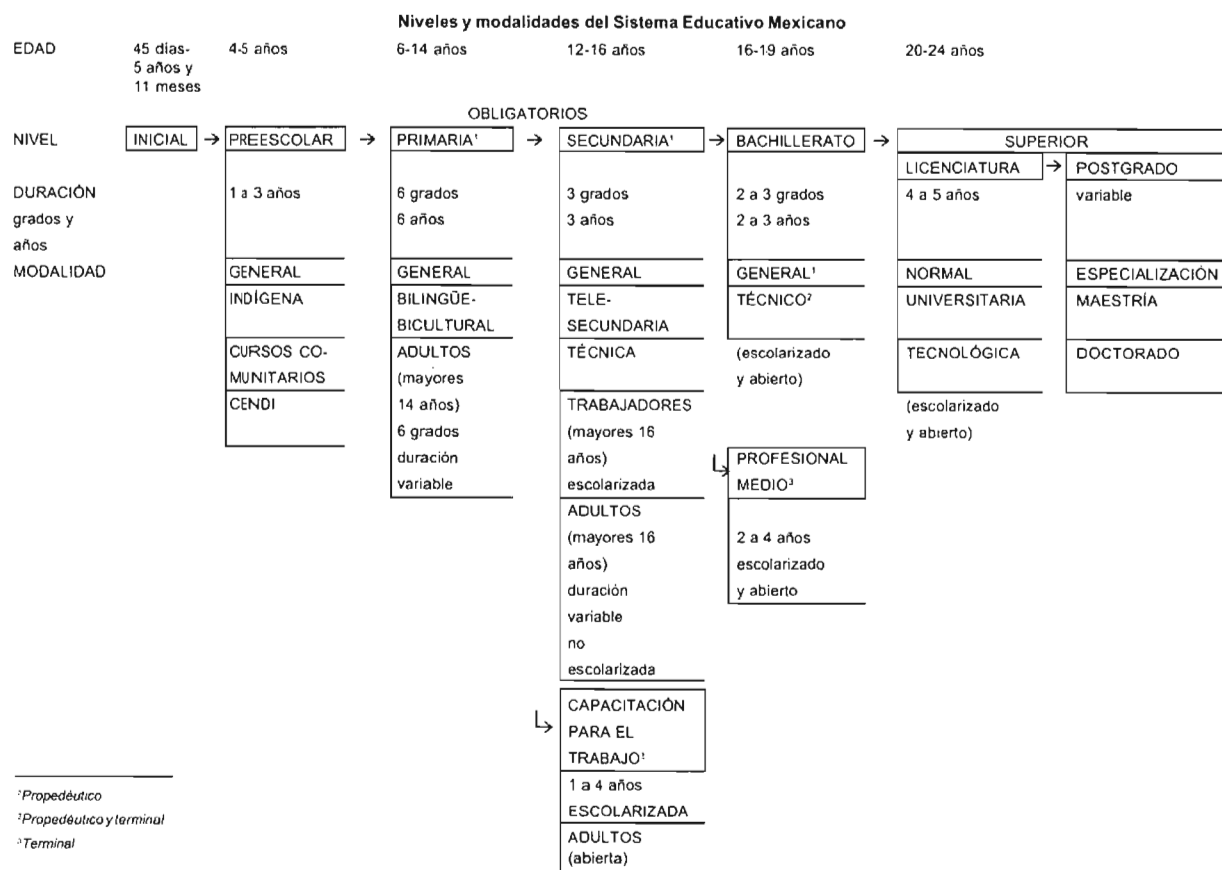 Niveles y modalidades del Sistema Educativo Mexicano
EDAD 45 días- 4-5 años 6-14 años 12-16 años 16-19 años 20-24 años
5 años y
11 meses
OBLIGATORIOS
NIVEL INICIAL → PREESCOLAR → PRIMARIA¹ → SECUNDARIA¹ → BACHILLERATO → SUPERIOR
LICENCIATURA → POSTGRADO
DURACIÓN 1 a 3 años 6 grados 3 grados 2 a 3 grados 4 a 5 años variable
grados y 6 años 3 años 2 a 3 años
años
MODALIDAD GENERAL GENERAL GENERAL GENERAL¹ NORMAL ESPECIALIZACIÓN
INDÍGENA BILINGÜE- TELE- TÉCNICO² UNIVERSITARIA MAESTRÍA
BICULTURAL SECUNDARIA
CURSOS CO- ADULTOS TÉCNICA (escolarizado TECNOLÓGICA DOCTORADO
MUNITARIOS (mayores y abierto)
CENDI 14 años) TRABAJADORES (escolarizado
6 grados (mayores 16 y abierto)
duración años) PROFESIONAL
variable escolarizada MEDIO³
ADULTOS
(mayores 16 2 a 4 años
años) escolarizado
duración y abierto
variable
no
escolarizada
CAPACITACIÓN
PARA EL
TRABAJO¹
1 a 4 años
ESCOLARIZADA
ADULTOS
(abierta)
¹Propedéutico
²Propedéutico y terminal
³Terminal